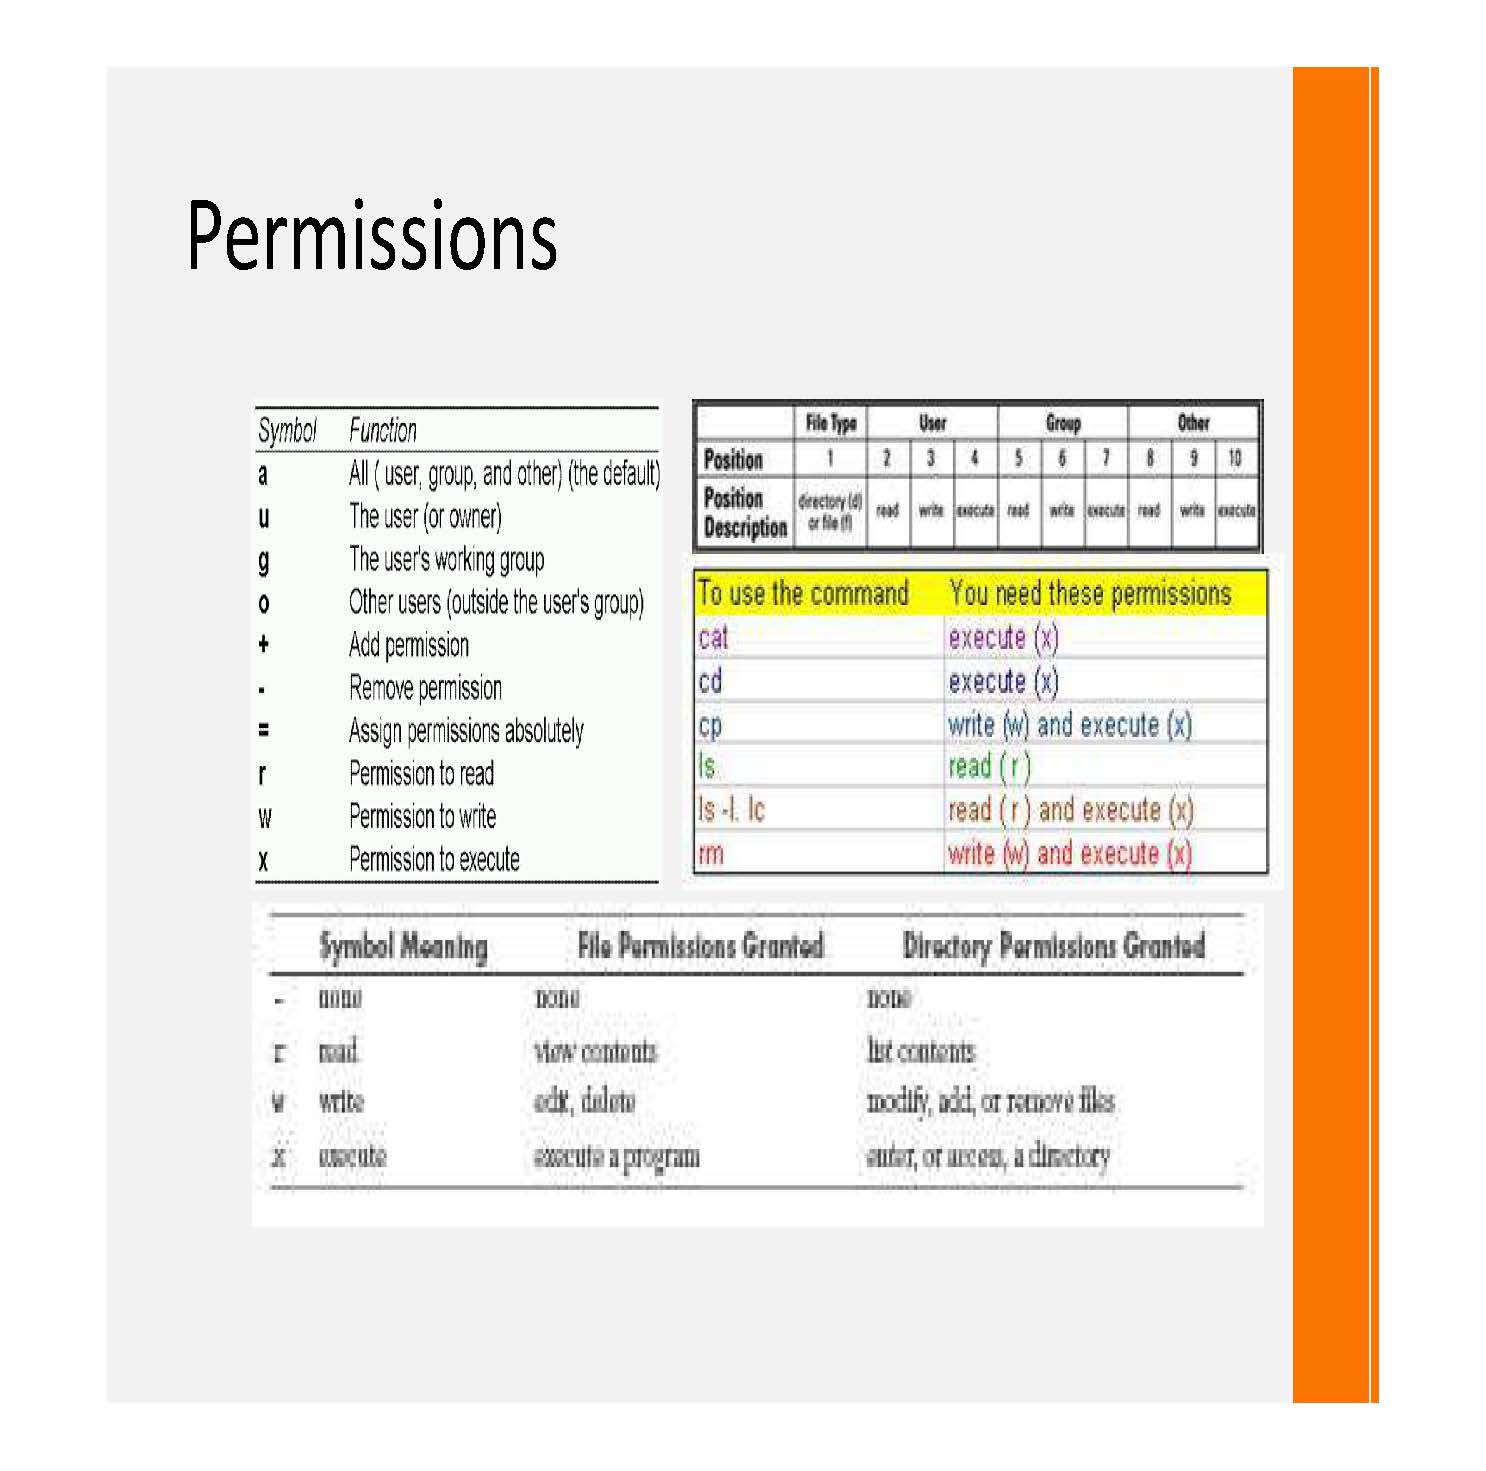 Permissions
Symbol Function
a All ( user, group, and other) (the default)
u The user (or owner)
g The user's working group
o Other users (outside the user's group)
+ Add permission
- Remove permission
= Assign permissions absolutely
r Permission to read
w Permission to write
x Permission to execute
File Type User Group Other
Position 1 2 3 4 5 6 7 8 9 10
Position Description directory (d) or file (f) read write execute read write execute read write execute
To use the command You need these permissions
cat execute (x)
cd execute (x)
cp write (w) and execute (x)
ls read ( r )
ls -l. lc read ( r ) and execute (x)
rm write (w) and execute (x)
Symbol Meaning File Permissions Granted Directory Permissions Granted
- none none none
r read view contents list contents
w write edit, delete modify, add, or remove files
x execute execute a program enter, or access, a directory